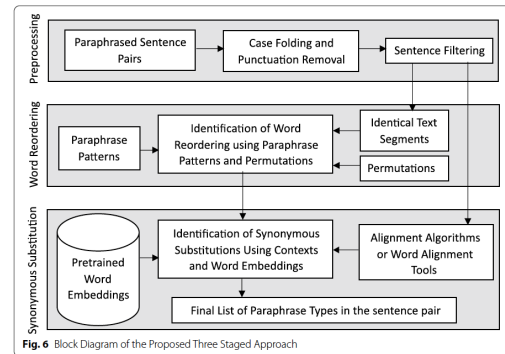 Preprocessing
Paraphrased Sentence
Pairs
Case Folding and
Punctuation Removal
Sentence Filtering
Word Reordering
Paraphrase
Patterns
Identification of Word
Reordering using Paraphrase
Patterns and Permutations
Identical Text
Segments
Permutations
Synonymous Substitution
Pretrained
Word
Embeddings
Identification of Synonymous
Substitutions Using Contexts
and Word Embeddings
Alignment Algorithms
or Word Alignment
Tools
Final List of Paraphrase Types in the sentence pair
Fig. 6 Block Diagram of the Proposed Three Staged Approach